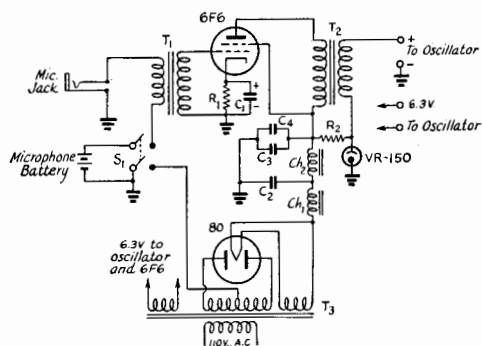 6F6
T1
T2
+
To Oscillator
-
Mic.
Jack
R1
+
C1
-
6.3V.
To Oscillator
C4
R2
C3
VR-150
S1
Microphone
Battery
Ch2
C2
Ch1
80
6.3V to
oscillator
and 6F6
T3
110V. A.C